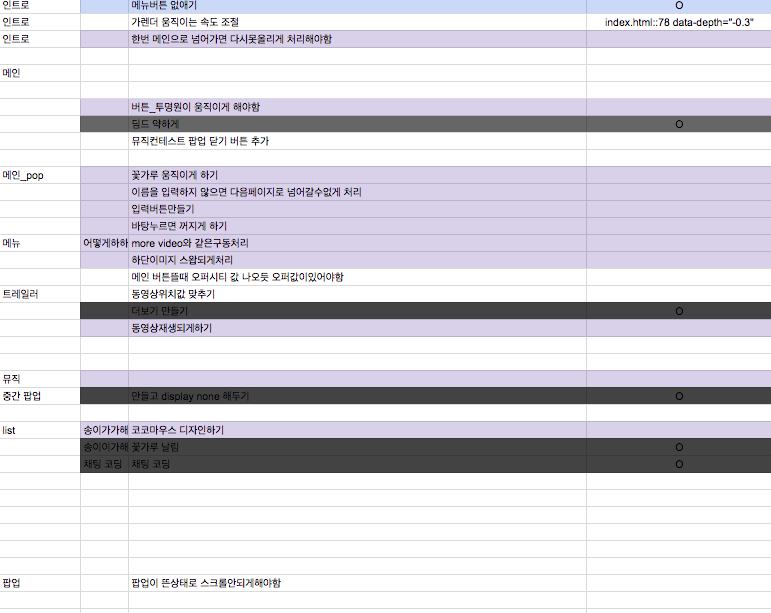 인트로 메뉴버튼 없애기 O
인트로 가렌더 움직이는 속도 조절 index.html::78 data-depth="-0.3"
인트로 한번 메인으로 넘어가면 다시못올리게 처리해야함
메인
버튼_투명원이 움직이게 해야함
딤드 약하게 O
뮤직컨테스트 팝업 닫기 버튼 추가
메인_pop 꽃가루 움직이게 하기
이름을 입력하지 않으면 다음페이지로 넘어갈수없게 처리
입력버튼만들기
바탕누르면 꺼지게 하기
메뉴 어떻게하하 more video와 같은구동처리
하단이미지 스왑되게처리
메인 버튼뜰때 오퍼시티 값 나오듯 오퍼값이있어야함
트레일러 동영상위치값 맞추기
더보기 만들기 O
동영상재생되게하기
뮤직
중간 팝업 만들고 display none 해두기 O
list 송이가가해 코코마우스 디자인하기
송이이가해 꽃가루 날림 O
채팅 코딩 채팅 코딩 O
팝업 팝업이 뜬상태로 스크롤안되게해야함